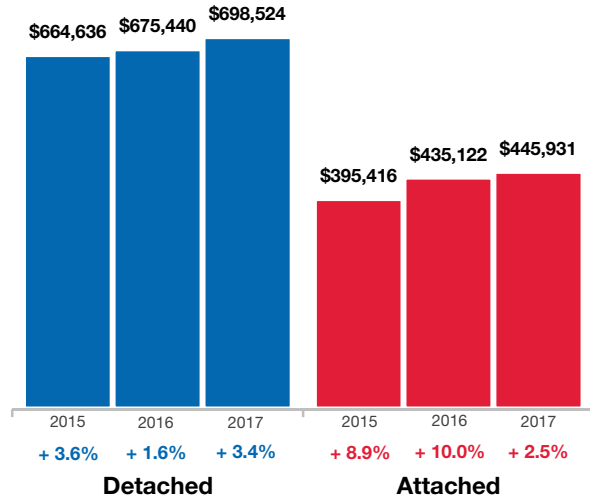 $664,636 $675,440 $698,524
$395,416 $435,122 $445,931
2015 2016 2017 2015 2016 2017
+ 3.6% + 1.6% + 3.4% + 8.9% + 10.0% + 2.5%
Detached Attached